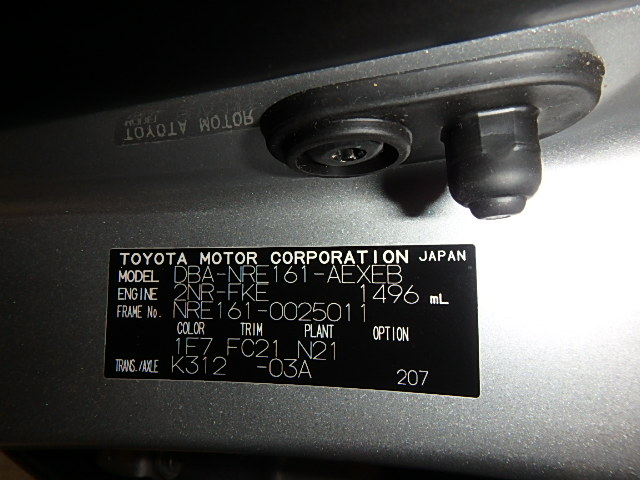 TOYOTA MOTOR
MODEL
TOYOTA MOTOR CORPORATION JAPAN
MODEL DBA-NRE161-AEXEB
ENGINE 2NR-FKE 1496 mL
FRAME No. NRE161-0025011
COLOR TRIM PLANT OPTION
1F7 FC21 N21
TRANS./AXLE K312 -03A 207